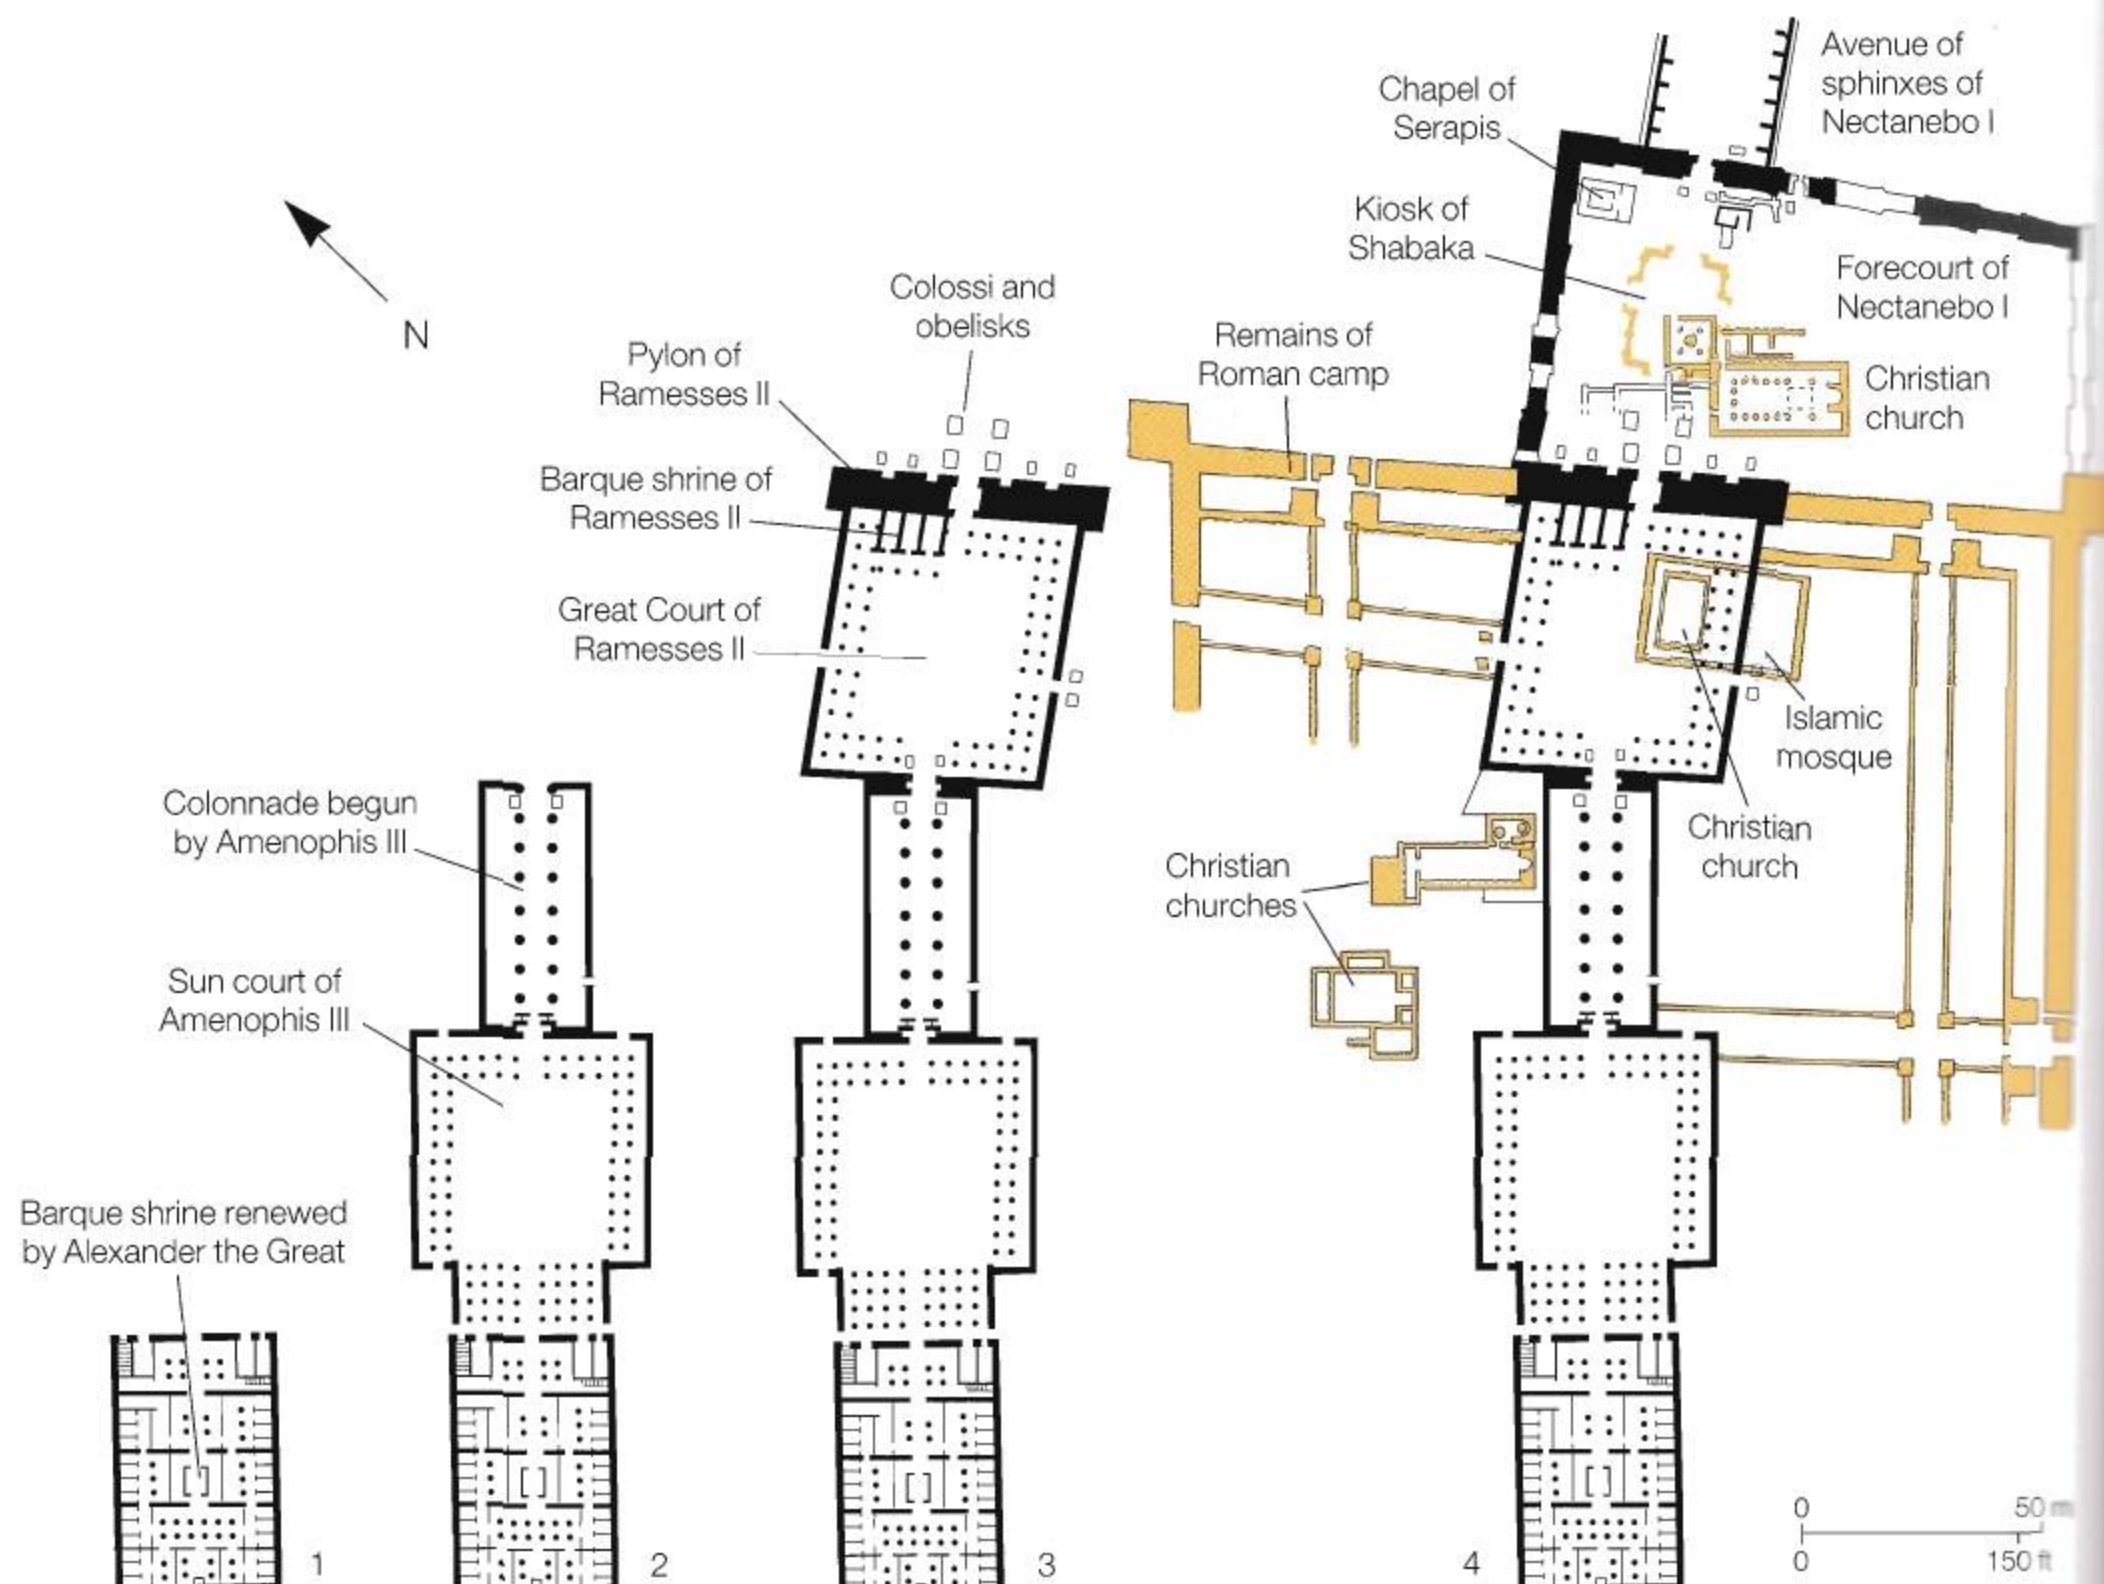 Avenue of
sphinxes of
Nectanebo I
Chapel of
Serapis
Kiosk of
Shabaka
Forecourt of
Nectanebo I
Colossi and
obelisks
N
Pylon of
Ramesses II
Remains of
Roman camp
Christian
church
Barque shrine of
Ramesses II
Great Court of
Ramesses II
Islamic
mosque
Colonnade begun
by Amenophis III
Christian
church
Christian
churches
Sun court of
Amenophis III
Barque shrine renewed
by Alexander the Great
0 50 m
0 150 ft
1
2
3
4